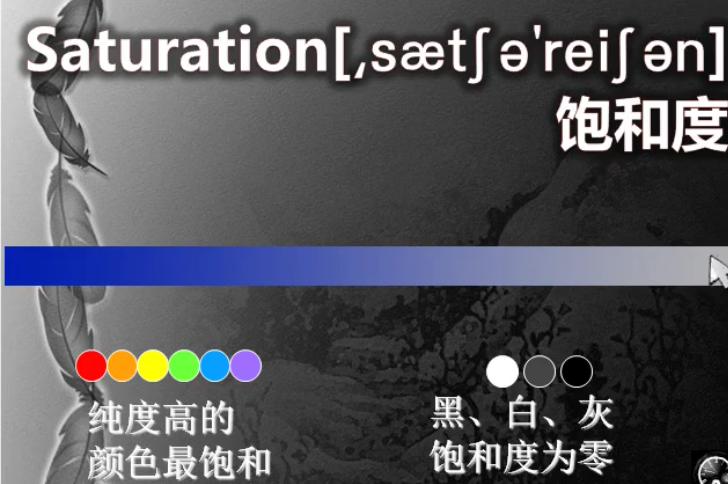 Saturation[ˌsætʃəˈreiʃən]
饱和度
纯度高的
颜色最饱和
黑、白、灰
饱和度为零